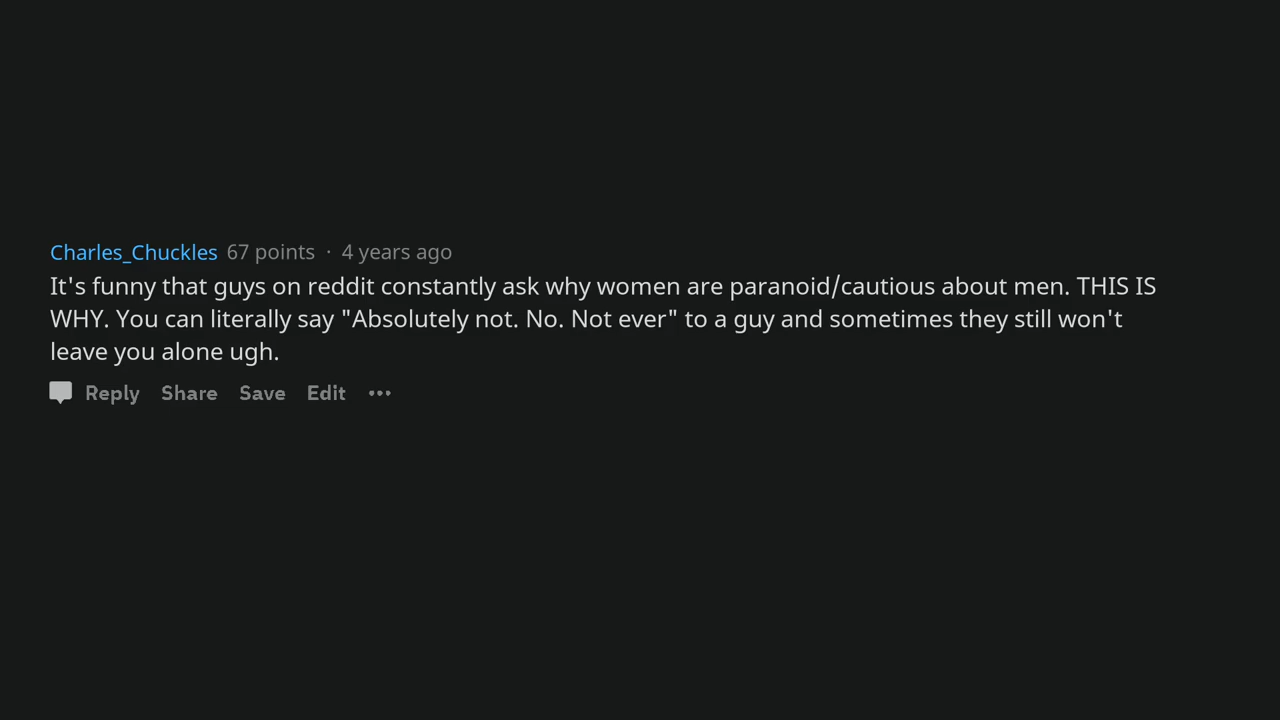 Charles_Chuckles 67 points · 4 years ago
It's funny that guys on reddit constantly ask why women are paranoid/cautious about men. THIS IS
WHY. You can literally say "Absolutely not. No. Not ever" to a guy and sometimes they still won't
leave you alone ugh.
Reply Share Save Edit •••